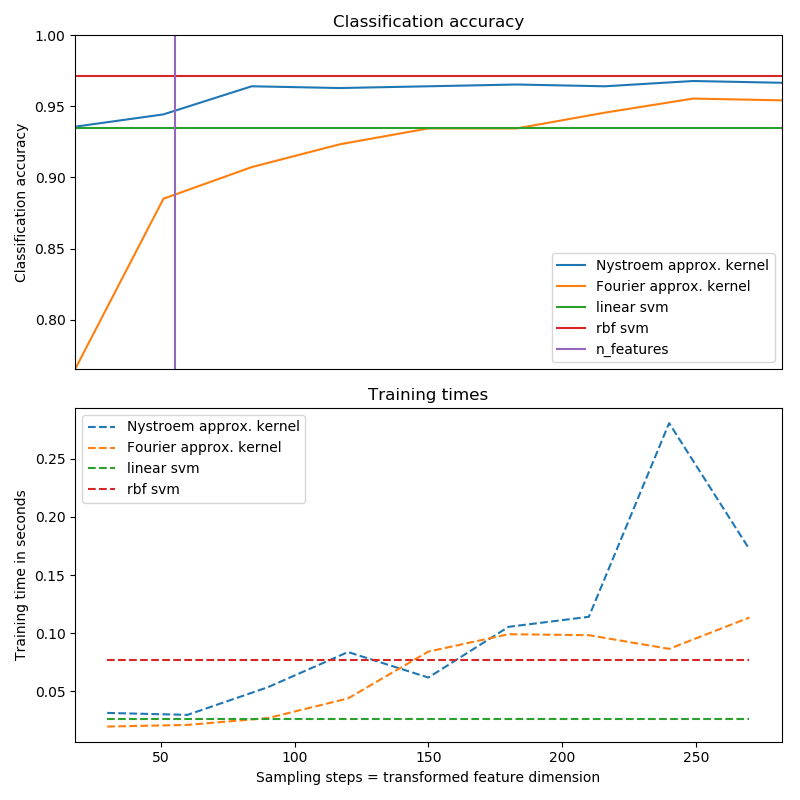 Classification accuracy
1.00
0.95
0.90
0.85
0.80
Classification accuracy
Nystroem approx. kernel
Fourier approx. kernel
linear svm
rbf svm
n_features
Training times
0.25
0.20
0.15
0.10
0.05
Training time in seconds
Nystroem approx. kernel
Fourier approx. kernel
linear svm
rbf svm
50 100 150 200 250
Sampling steps = transformed feature dimension